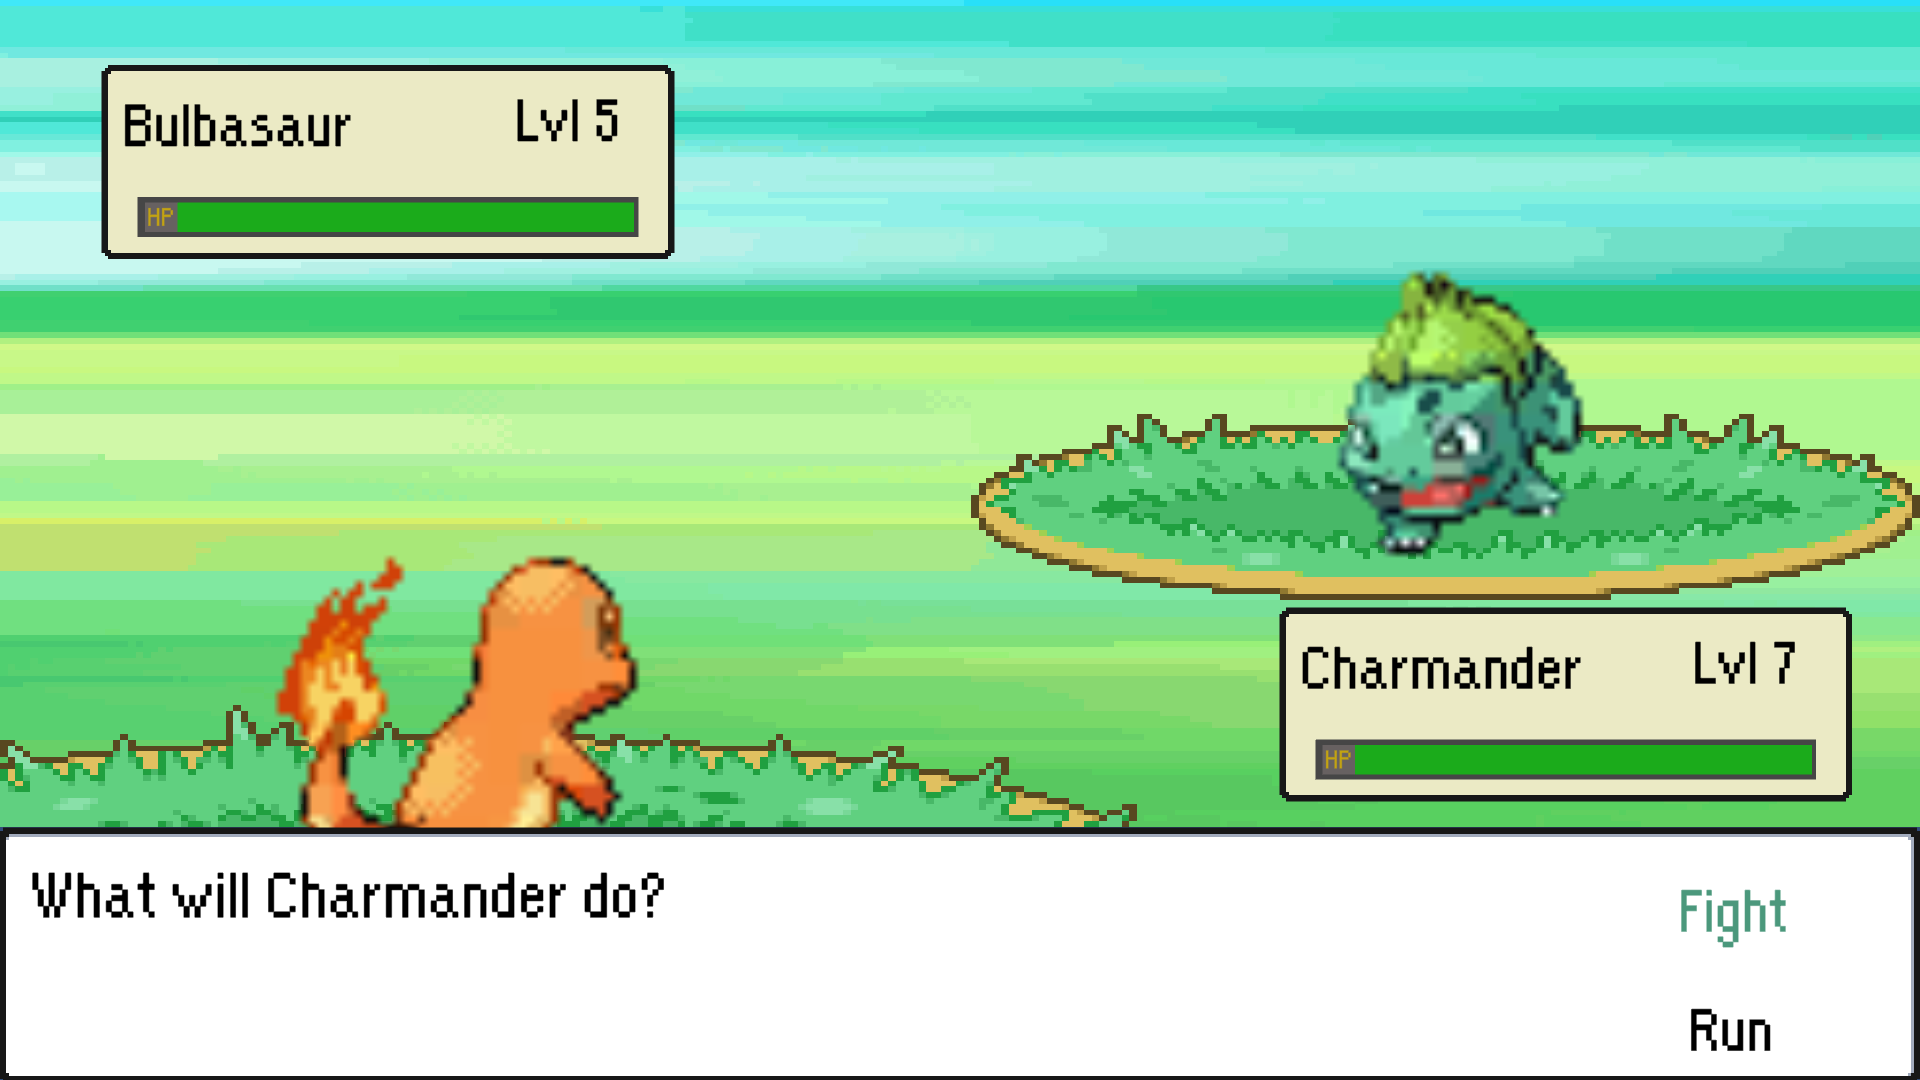 Bulbasaur Lvl 5
HP
Charmander Lvl 7
HP
What will Charmander do?
Fight
Run